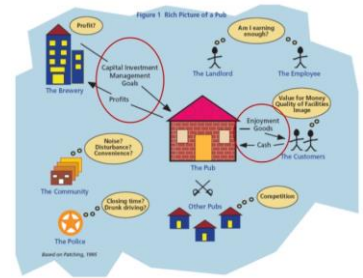 Figure 1 Rich Picture of a Pub
Profit?
Am I earning
enough?
Capital Investment
Management
Goals
Profits
The Brewery
The Landlord
The Employee
Value for Money
Quality of Facilities
Image
Enjoyment
Goods
Cash
The Customers
The Pub
Noise?
Disturbance?
Convenience?
The Community
Closing time?
Drunk driving?
The Police
Other Pubs
Competition
Based on Patching, 1990